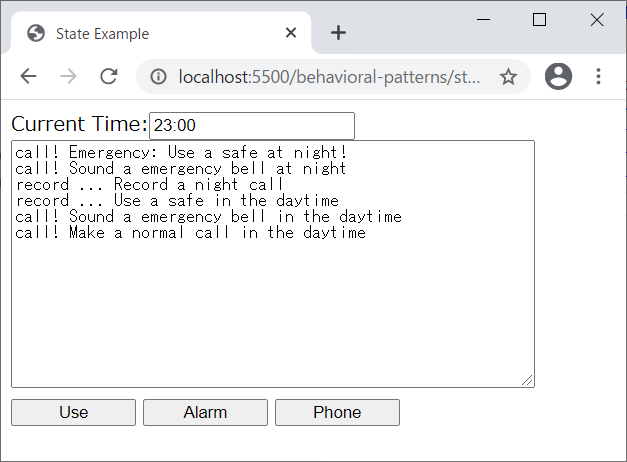 State Example
localhost:5500/behavioral-patterns/st...
Current Time: 23:00
call! Emergency: Use a safe at night!
call! Sound a emergency bell at night
record ... Record a night call
record ... Use a safe in the daytime
call! Sound a emergency bell in the daytime
call! Make a normal call in the daytime
Use Alarm Phone